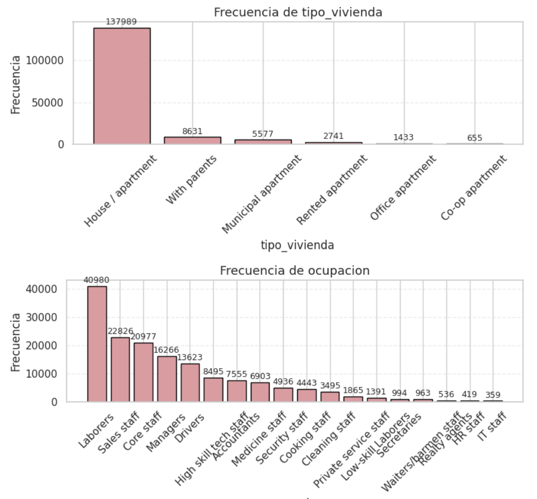 Frecuencia de tipo_vivienda
137989
8631
5577
2741
1433
655
Frecuencia
100000
50000
0
House / apartment
With parents
Municipal apartment
Rented apartment
Office apartment
Co-op apartment
tipo_vivienda
Frecuencia de ocupacion
40980
22826
20977
16266
13623
8495
7555
6903
4936
4443
3495
1865
1391
994
963
536
419
359
Frecuencia
40000
30000
20000
10000
0
Laborers
Sales staff
Core staff
Managers
Drivers
High skill tech staff
Accountants
Medicine staff
Security staff
Cooking staff
Cleaning staff
Private service staff
Low-skill Laborers
Secretaries
Waiters/barmen staff
Realty agents
HR staff
IT staff